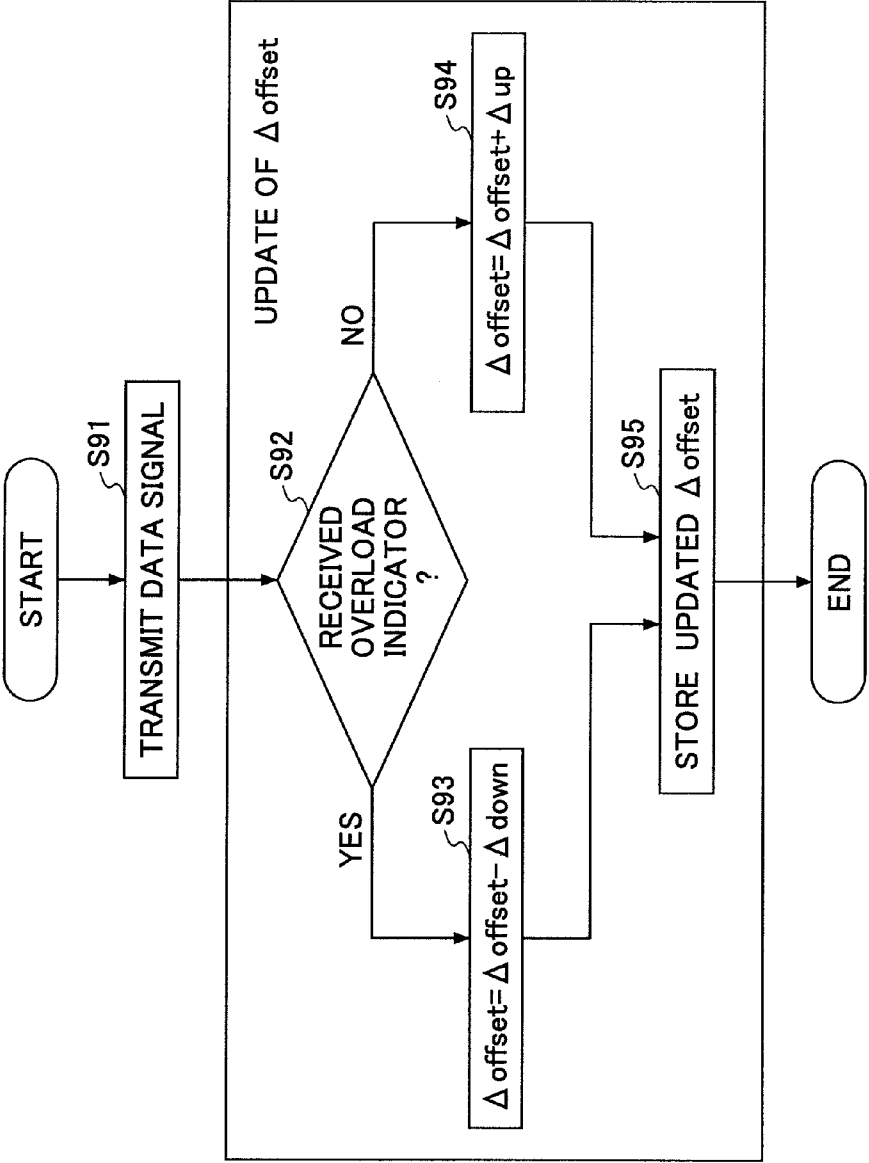 START
S91
TRANSMIT DATA SIGNAL
UPDATE OF Δ offset
S92
RECEIVED
OVERLOAD
INDICATOR
?
YES
NO
S93
Δ offset=Δ offset-Δ down
S94
Δ offset=Δ offset+Δ up
S95
STORE UPDATED Δ offset
END